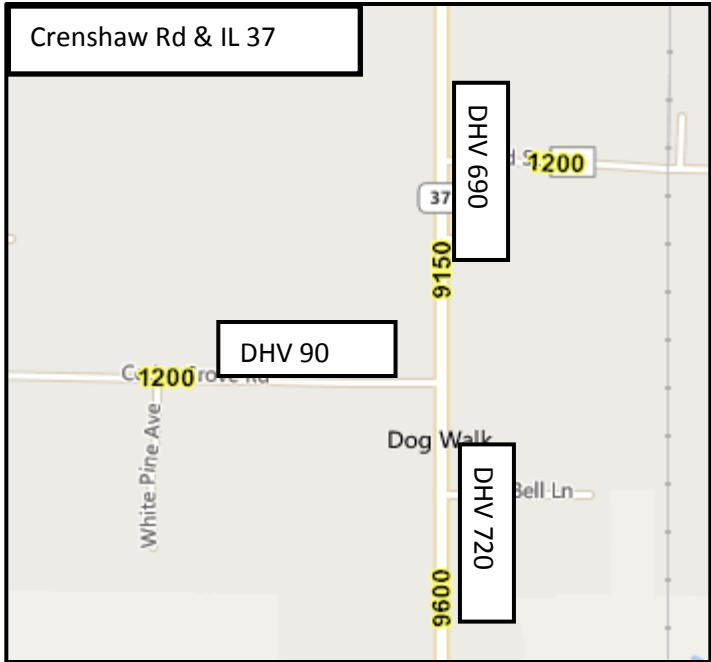 Crenshaw Rd & IL 37
DHV 690
1200
37
9150
DHV 90
1200
Rd
White Pine Ave
Dog Walk
DHV 720
Bell Ln
9600